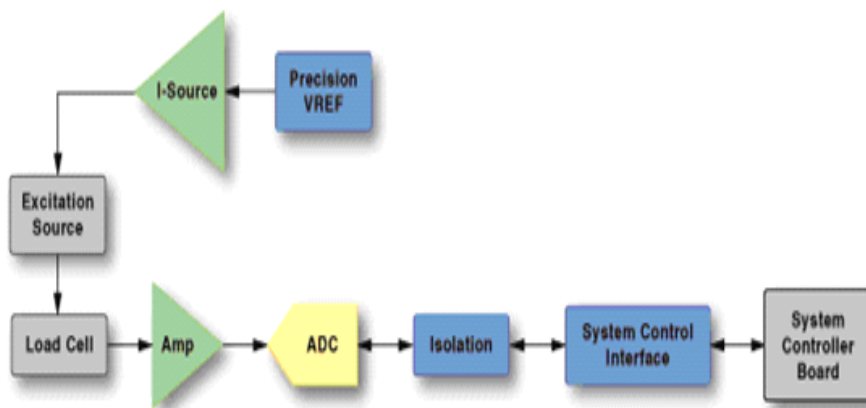 I-Source
Precision
VREF
Excitation
Source
Load Cell
Amp
ADC
Isolation
System Control
Interface
System
Controller
Board